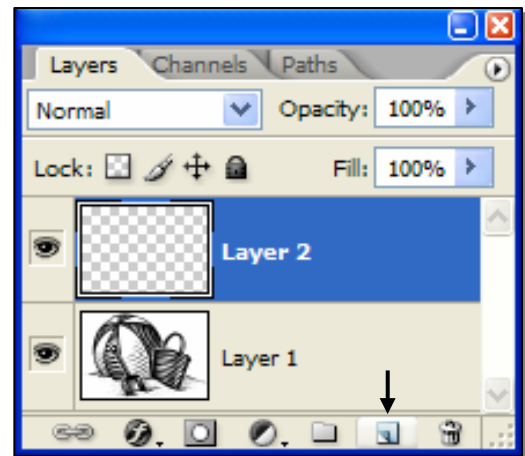 Layers Channels Paths
Normal Opacity: 100%
Lock: Fill: 100%
Layer 2
Layer 1